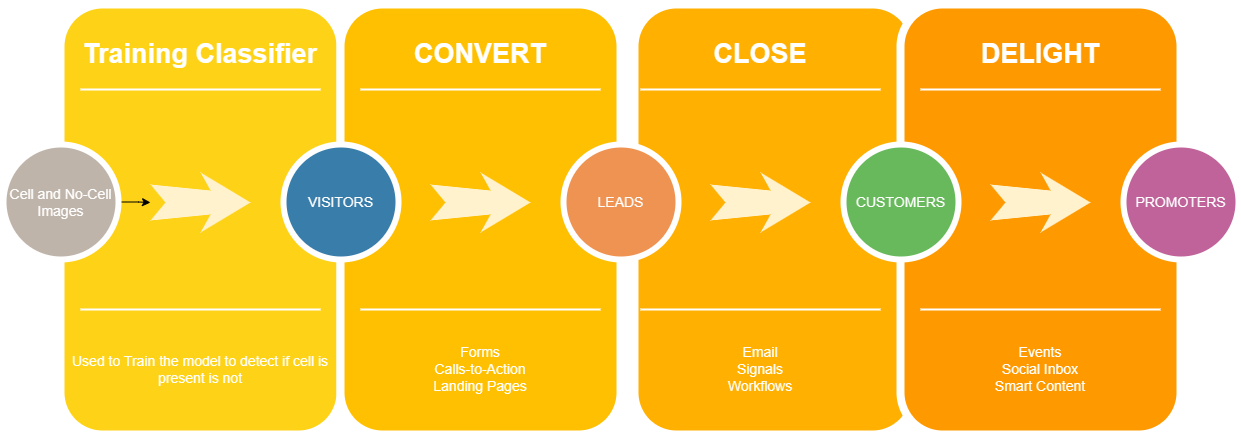 Training Classifier
CONVERT
CLOSE
DELIGHT
Cell and No-Cell
Images
VISITORS
LEADS
CUSTOMERS
PROMOTERS
Used to Train the model to detect if cell is
present is not
Forms
Calls-to-Action
Landing Pages
Email
Signals
Workflows
Events
Social Inbox
Smart Content